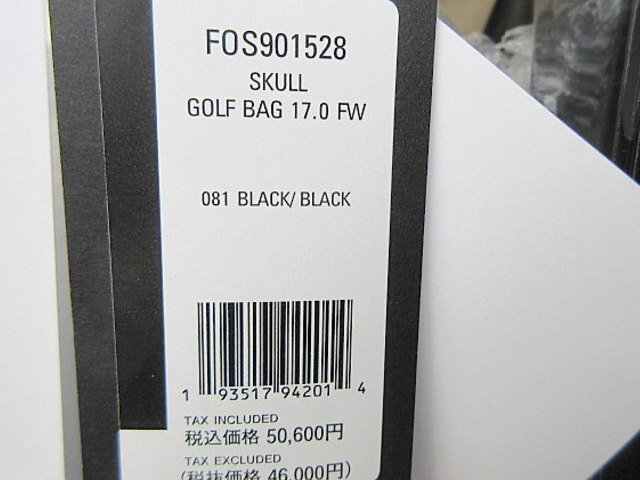 FOS901528
SKULL
GOLF BAG 17.0 FW
081 BLACK/ BLACK
1 93517 94201 4
TAX INCLUDED
税込価格 50,600円
TAX EXCLUDED
(税抜価格 46,000円)